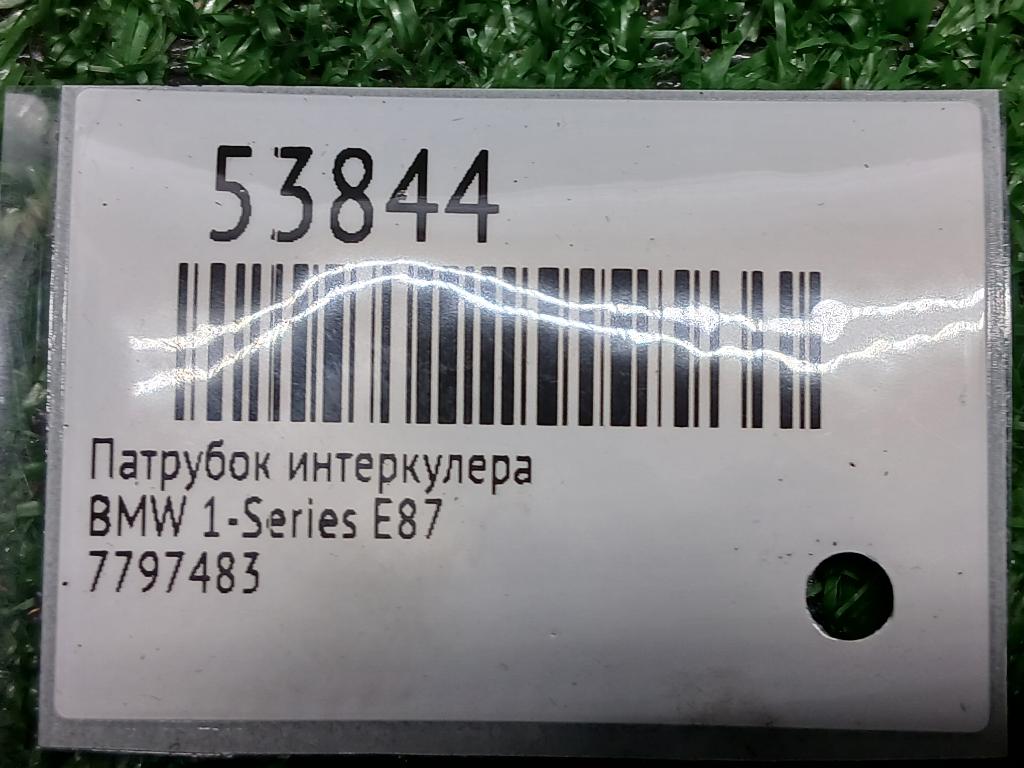 53844
Патрубок интеркулера
BMW 1-Series E87
7797483